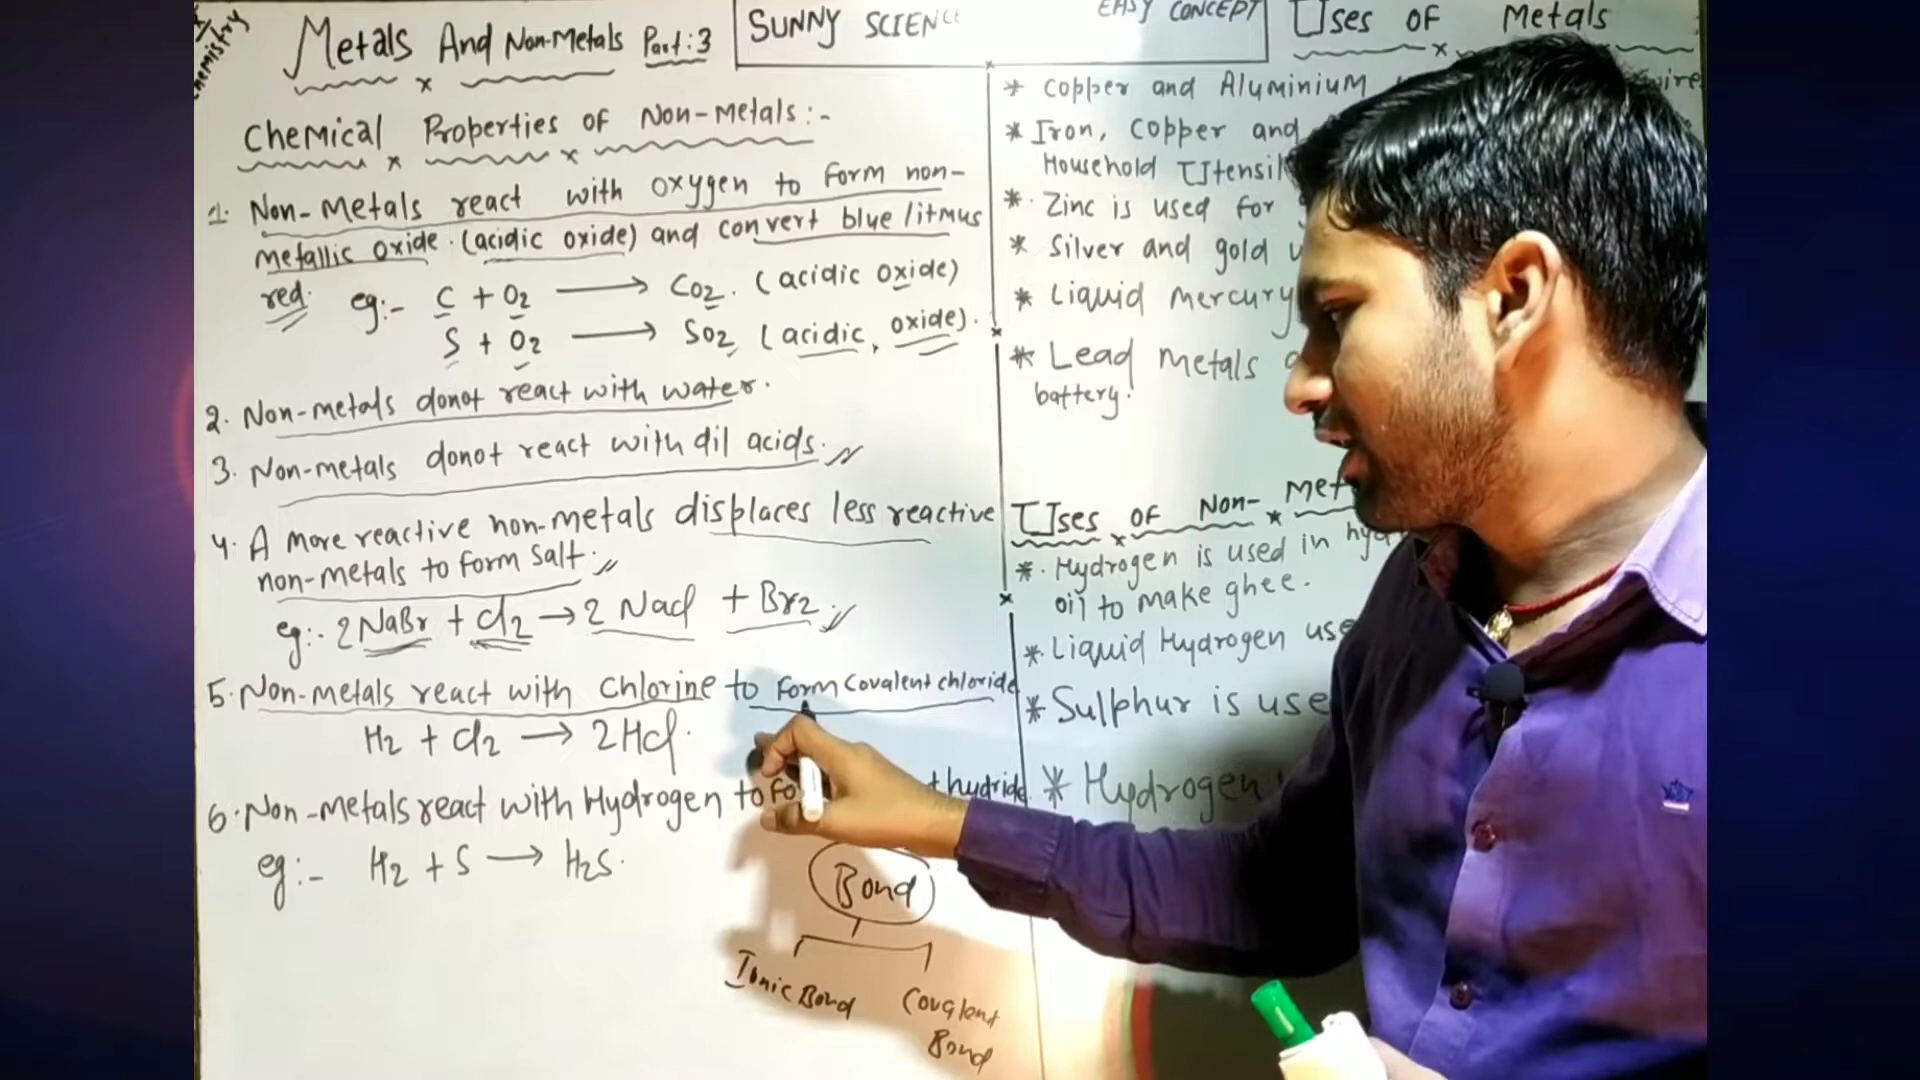 Metals And Non-Metals Part:3
Chemical Properties of Non-Metals:-
1. Non-Metals react with oxygen to form non-
metallic oxide. (acidic oxide) and convert blue litmus
red. eg:- C + O2 → CO2. (acidic oxide)
S + O2 → SO2 (acidic oxide).
2. Non-metals donot react with water.
3. Non-metals donot react with dil acids.
4. A more reactive non-metals displaces less reactive
non-metals to form salt.
eg:- 2NaBr + Cl2 → 2 NaCl + Br2
5. Non-metals react with chlorine to form covalent chloride
H2 + Cl2 → 2HCl.
6. Non-metals react with Hydrogen to fo
hydride
eg:- H2 + S → H2S.
Bond
Ionic Bond
Covalent
Bond
SUNNY SCIENC EASY CONCEPT
Uses of Metals
* Copper and Aluminium wire
* Iron, Copper and
Household Utensil
* Zinc is used for
* Silver and gold
* Liquid mercury
* Lead metals
battery.
Uses of Non-Met
* Hydrogen is used in hyd
oil to make ghee.
* Liquid Hydrogen use
* Sulphur is use
* Hydrogen